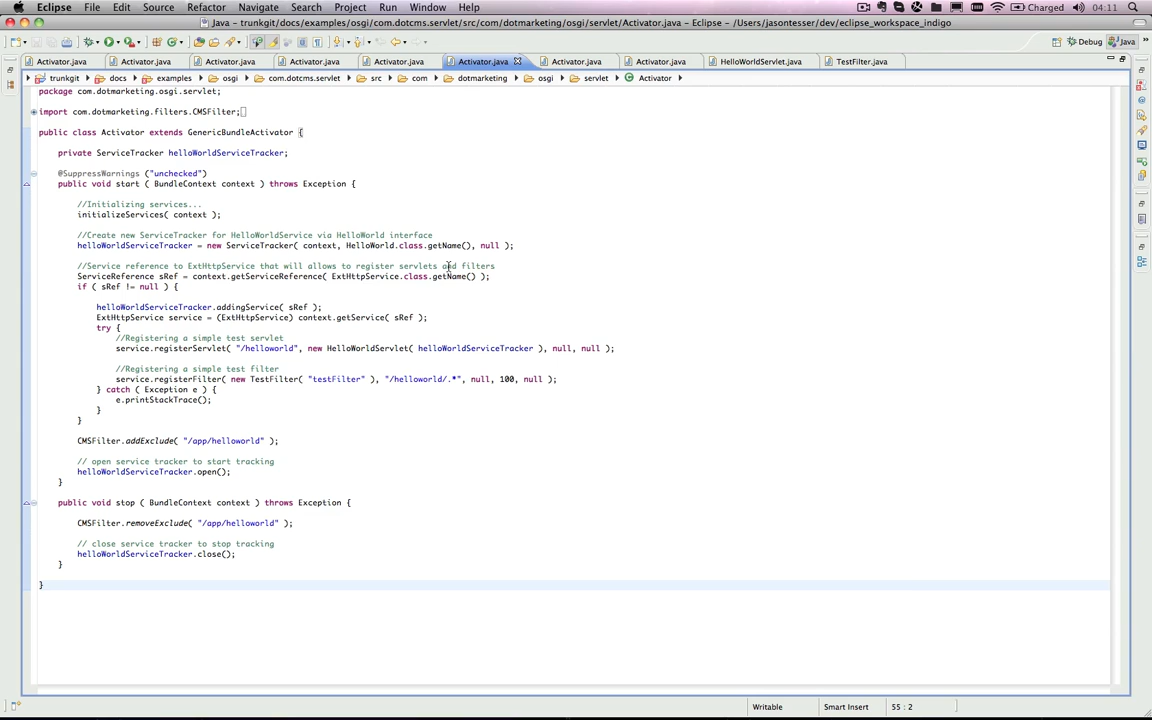 Eclipse File Edit Source Refactor Navigate Search Project Run Window Help Charged 04:11
Java - trunkgit/docs/examples/osgi/com.dotcms.servlet/src/com/dotmarketing/osgi/servlet/Activator.java - Eclipse - /Users/jasontesser/dev/eclipse_workspace_indigo
Debug Java
Activator.java Activator.java Activator.java Activator.java Activator.java Activator.java Activator.java Activator.java HelloWorldServlet.java TestFilter.java
trunkgit docs examples osgi com.dotcms.servlet src com dotmarketing osgi servlet Activator
package com.dotmarketing.osgi.servlet;
import com.dotmarketing.filters.CMSFilter;
public class Activator extends GenericBundleActivator {
private ServiceTracker helloWorldServiceTracker;
@SuppressWarnings ("unchecked")
public void start ( BundleContext context ) throws Exception {
//Initializing services...
initializeServices( context );
//Create new ServiceTracker for HelloWorldService via HelloWorld interface
helloWorldServiceTracker = new ServiceTracker( context, HelloWorld.class.getName(), null );
//Service reference to ExtHttpService that will allows to register servlets and filters
ServiceReference sRef = context.getServiceReference( ExtHttpService.class.getName() );
if ( sRef != null ) {
helloWorldServiceTracker.addingService( sRef );
ExtHttpService service = (ExtHttpService) context.getService( sRef );
try {
//Registering a simple test servlet
service.registerServlet( "/helloworld", new HelloWorldServlet( helloWorldServiceTracker ), null, null );
//Registering a simple test filter
service.registerFilter( new TestFilter( "testFilter" ), "/helloworld/.*", null, 100, null );
} catch ( Exception e ) {
e.printStackTrace();
}
}
CMSFilter.addExclude( "/app/helloworld" );
// open service tracker to start tracking
helloWorldServiceTracker.open();
}
public void stop ( BundleContext context ) throws Exception {
CMSFilter.removeExclude( "/app/helloworld" );
// close service tracker to stop tracking
helloWorldServiceTracker.close();
}
}
Writable Smart Insert 55 : 2